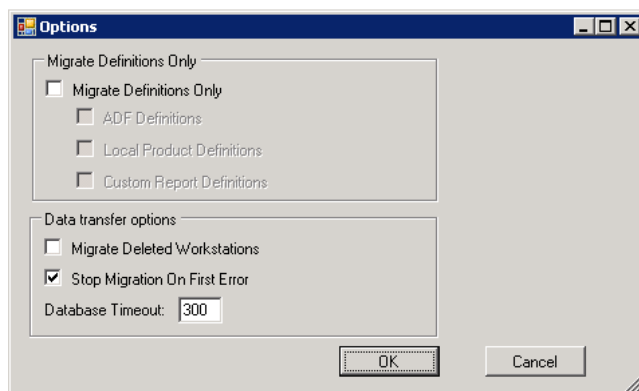 Options
Migrate Definitions Only
Migrate Definitions Only
ADF Definitions
Local Product Definitions
Custom Report Definitions
Data transfer options
Migrate Deleted Workstations
Stop Migration On First Error
Database Timeout: 300
OK Cancel